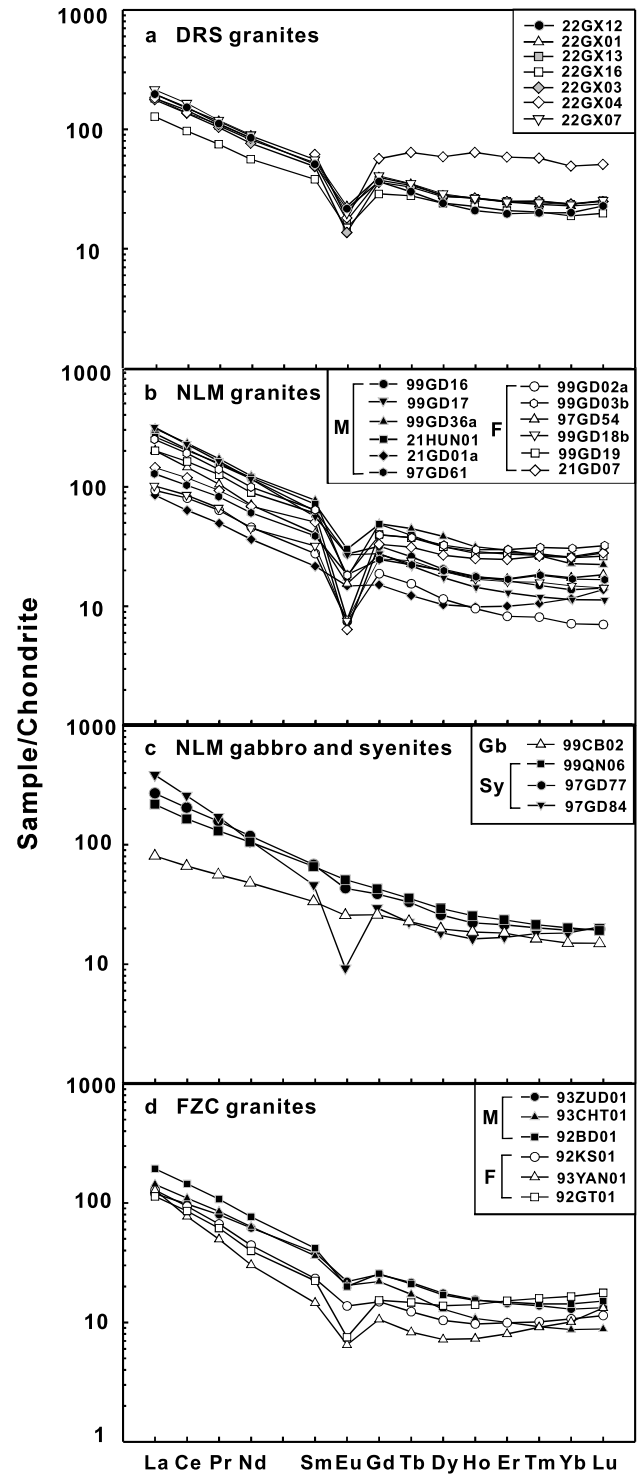 Sample/Chondrite
1000
100
10
a DRS granites
22GX12
22GX01
22GX13
22GX16
22GX03
22GX04
22GX07
1000
100
10
b NLM granites
M
99GD16
99GD17
99GD36a
21HUN01
21GD01a
97GD61
F
99GD02a
99GD03b
97GD54
99GD18b
99GD19
21GD07
1000
100
10
c NLM gabbro and syenites
Gb
99CB02
Sy
99QN06
97GD77
97GD84
1000
100
10
1
d FZC granites
M
93ZUD01
93CHT01
92BD01
F
92KS01
93YAN01
92GT01
La Ce Pr Nd Sm Eu Gd Tb Dy Ho Er Tm Yb Lu